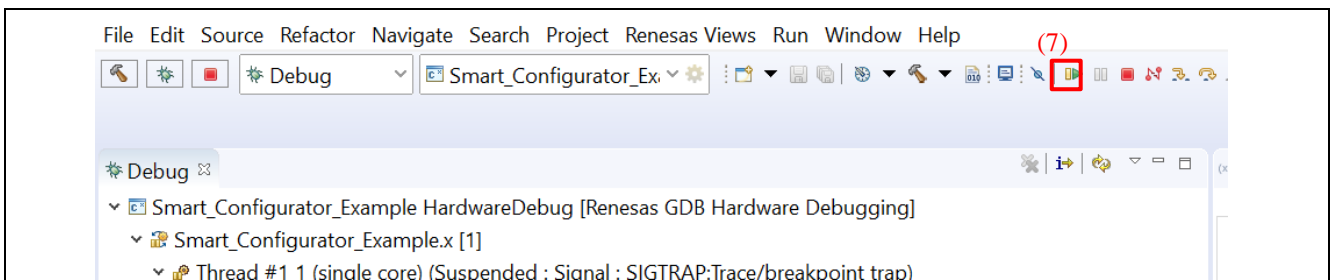 File Edit Source Refactor Navigate Search Project Renesas Views Run Window Help
(7)
Debug Smart_Configurator_Ex 010
Debug
Smart_Configurator_Example HardwareDebug [Renesas GDB Hardware Debugging]
Smart_Configurator_Example.x [1]
Thread #1 1 (single core) (Suspended : Signal : SIGTRAP:Trace/breakpoint trap)